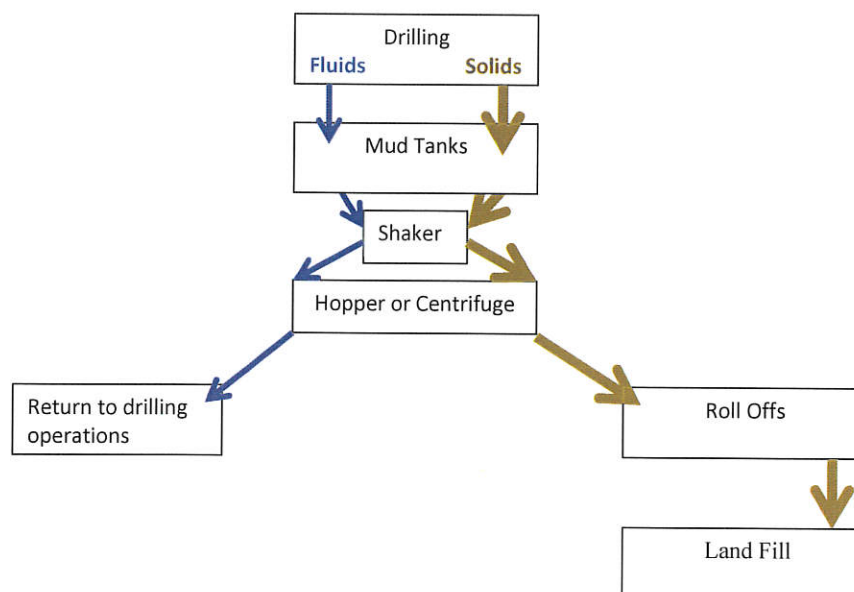 Drilling
Fluids Solids
Mud Tanks
Shaker
Hopper or Centrifuge
Return to drilling
operations
Roll Offs
Land Fill